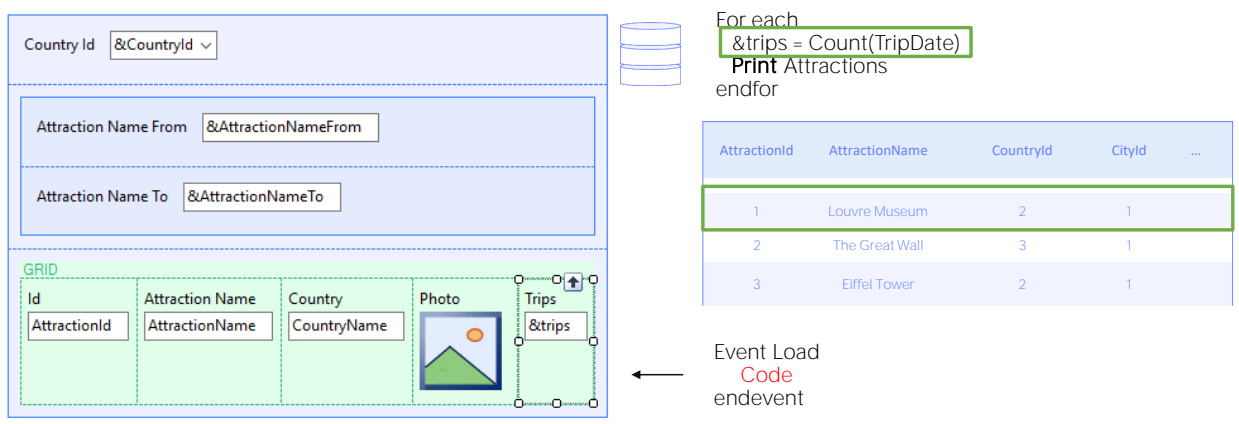 Country Id &CountryId
Attraction Name From &AttractionNameFrom
Attraction Name To &AttractionNameTo
GRID
Id Attraction Name Country Photo Trips
AttractionId AttractionName CountryName &trips
For each
&trips = Count(TripDate)
Print Attractions
endfor
AttractionId AttractionName CountryId CityId ...
1 Louvre Museum 2 1
2 The Great Wall 3 1
3 Eiffel Tower 2 1
Event Load
Code
endevent